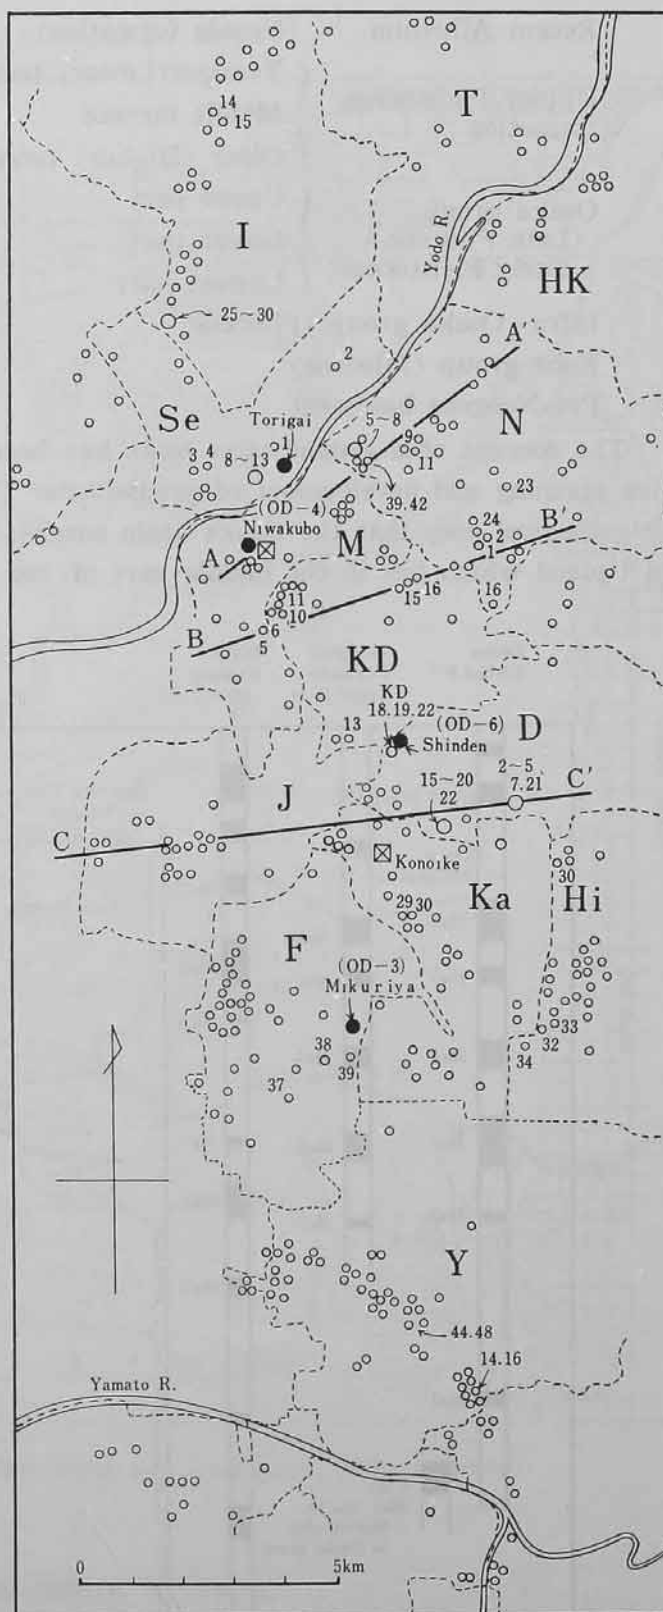 14
15
T
I
Yodo R.
HK
25~30
A′
2
Se
Torigai
1
5~8
N
3 4
8~13
9
11
(OD-4)
39.42
23
Niwakubo
M
24
2
1
B′
A
11
10
15 16
16
B
6
5
KD
KD
18.19.22
(OD-6)
Shinden
13
D
J
15~20
22
2~5
7.21
C′
C
Konoike
30
29 30
Ka
Hi
F
(OD-3)
Mikuriya
38
39
37
33
32
34
Y
44.48
14.16
Yamato R.
0
5km